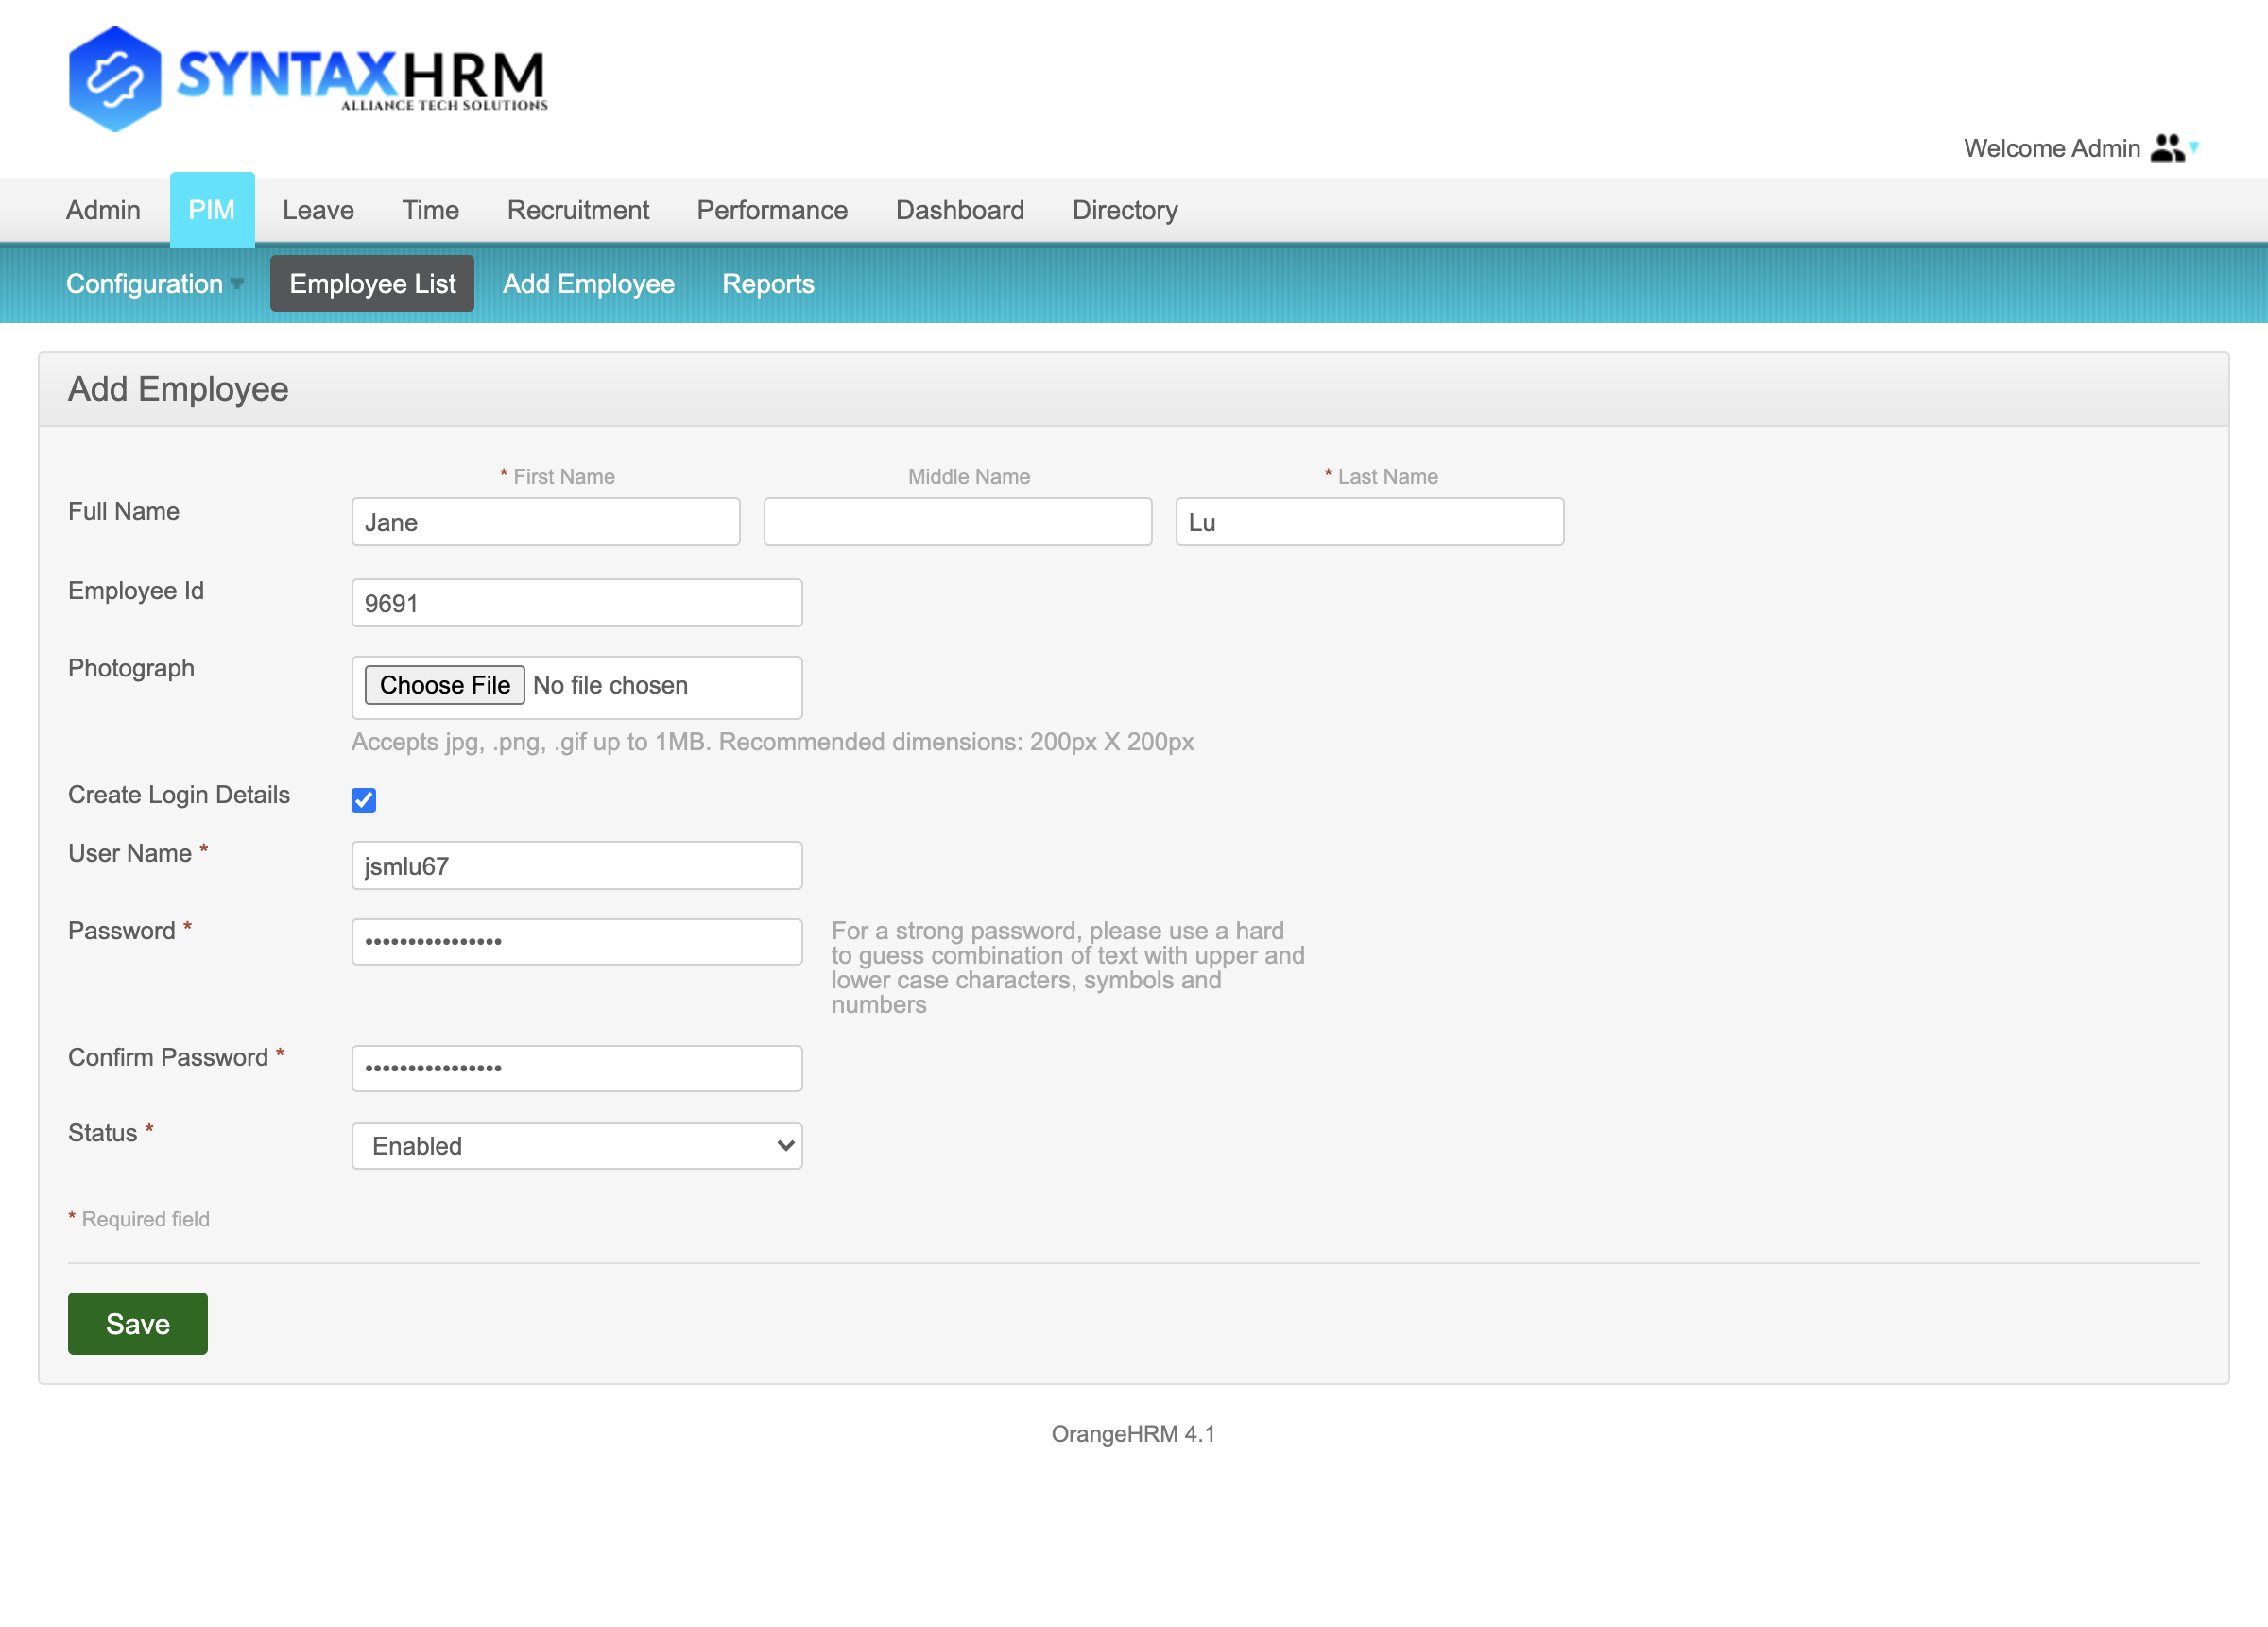 SYNTAXHRM
ALLIANCE TECH SOLUTIONS
Welcome Admin
Admin PIM Leave Time Recruitment Performance Dashboard Directory
Configuration Employee List Add Employee Reports
Add Employee
* First Name Middle Name * Last Name
Full Name Jane Lu
Employee Id 9691
Photograph Choose File No file chosen
Accepts jpg, .png, .gif up to 1MB. Recommended dimensions: 200px X 200px
Create Login Details
User Name * jsmlu67
Password * •••••••••••••••• For a strong password, please use a hard
to guess combination of text with upper and
lower case characters, symbols and
numbers
Confirm Password * ••••••••••••••••
Status * Enabled
* Required field
Save
OrangeHRM 4.1